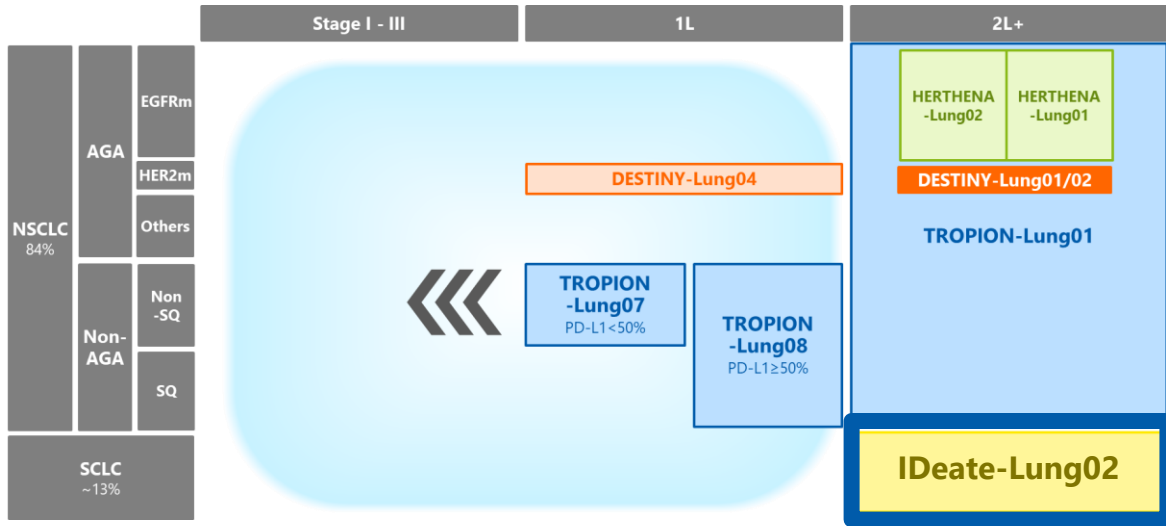 Stage I - III
1L
2L+
NSCLC
84%
AGA
EGFRm
HER2m
Others
Non-
AGA
Non
-SQ
SQ
SCLC
~13%
HERTHENA
-Lung02
HERTHENA
-Lung01
DESTINY-Lung04
DESTINY-Lung01/02
TROPION-Lung01
TROPION
-Lung07
PD-L1<50%
TROPION
-Lung08
PD-L1≥50%
IDeate-Lung02